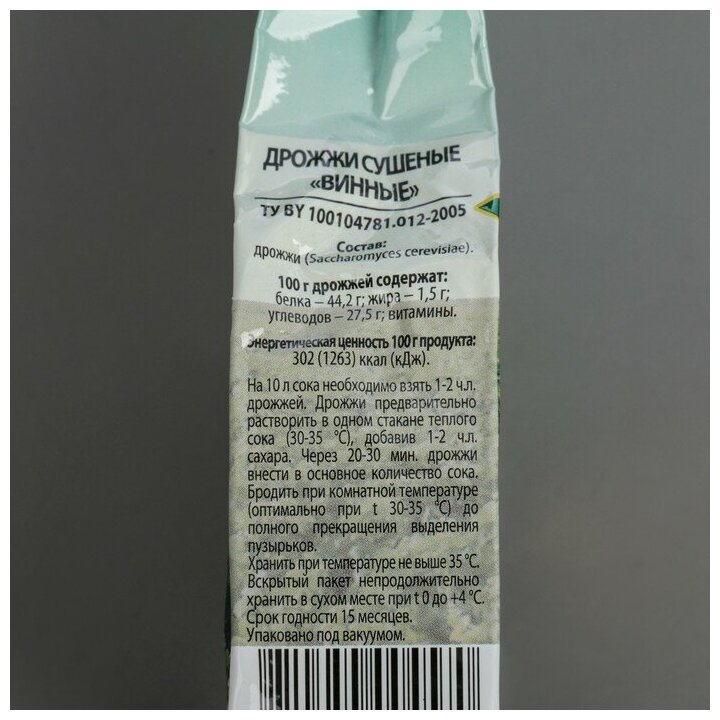 ДРОЖЖИ СУШЕНЫЕ
«ВИННЫЕ»
ТУ BY 100104781.012-2005
Состав:
дрожжи (Saccharomyces cerevisiae).
100 г дрожжей содержат:
белка – 44,2 г; жира – 1,5 г;
углеводов – 27,5 г; витамины.
Энергетическая ценность 100 г продукта:
302 (1263) ккал (кДж).
На 10 л сока необходимо взять 1-2 ч.л.
дрожжей. Дрожжи предварительно
растворить в одном стакане теплого
сока (30-35 °С), добавив 1-2 ч.л.
сахара. Через 20-30 мин. дрожжи
внести в основное количество сока.
Бродить при комнатной температуре
(оптимально при t 30-35 °С) до
полного прекращения выделения
пузырьков.
Хранить при температуре не выше 35 °С.
Вскрытый пакет непродолжительно
хранить в сухом месте при t 0 до +4 °С.
Срок годности 15 месяцев.
Упаковано под вакуумом.